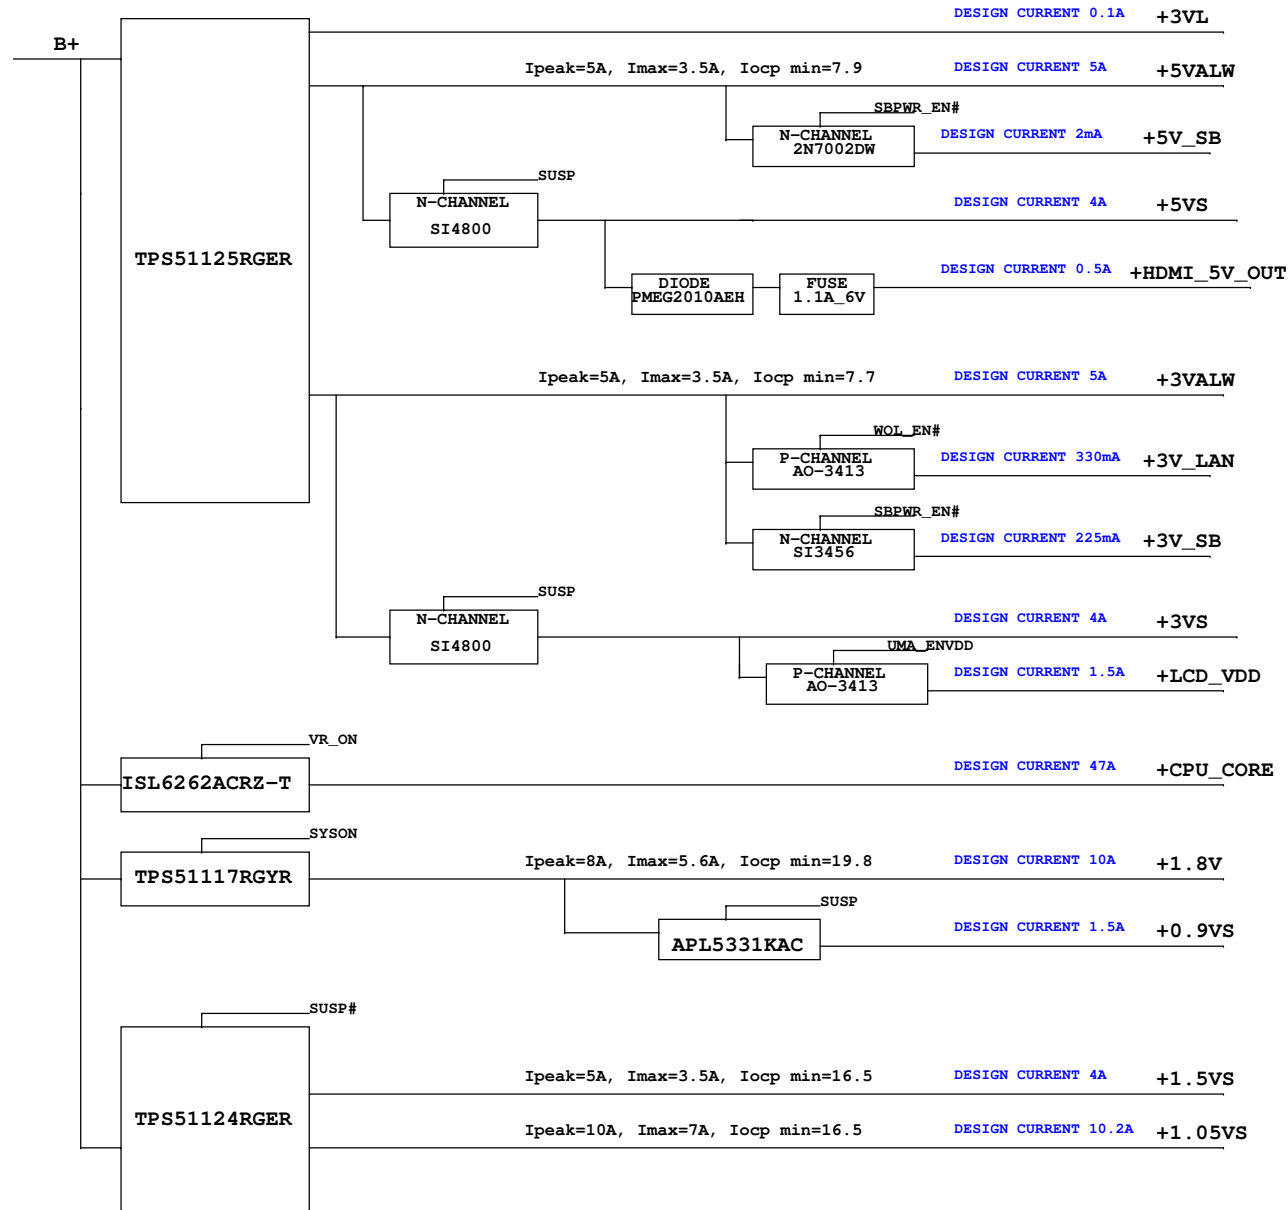 DESIGN CURRENT 0.1A +3VL
B+
Ipeak=5A, Imax=3.5A, Iocp min=7.9 DESIGN CURRENT 5A +5VALW
SBPWR_EN#
N-CHANNEL DESIGN CURRENT 2mA +5V_SB
2N7002DW
SUSP
N-CHANNEL DESIGN CURRENT 4A +5VS
SI4800
TPS51125RGER
DESIGN CURRENT 0.5A +HDMI_5V_OUT
DIODE FUSE
PMEG2010AEH 1.1A_6V
Ipeak=5A, Imax=3.5A, Iocp min=7.7 DESIGN CURRENT 5A +3VALW
WOL_EN#
P-CHANNEL DESIGN CURRENT 330mA +3V_LAN
AO-3413
SBPWR_EN#
N-CHANNEL DESIGN CURRENT 225mA +3V_SB
SI3456
SUSP
N-CHANNEL DESIGN CURRENT 4A +3VS
SI4800
UMA_ENVDD
P-CHANNEL DESIGN CURRENT 1.5A +LCD_VDD
AO-3413
VR_ON
DESIGN CURRENT 47A +CPU_CORE
ISL6262ACRZ-T
SYSON
Ipeak=8A, Imax=5.6A, Iocp min=19.8 DESIGN CURRENT 10A +1.8V
TPS51117RGYR
SUSP
DESIGN CURRENT 1.5A +0.9VS
APL5331KAC
SUSP#
Ipeak=5A, Imax=3.5A, Iocp min=16.5 DESIGN CURRENT 4A +1.5VS
TPS51124RGER
Ipeak=10A, Imax=7A, Iocp min=16.5 DESIGN CURRENT 10.2A +1.05VS